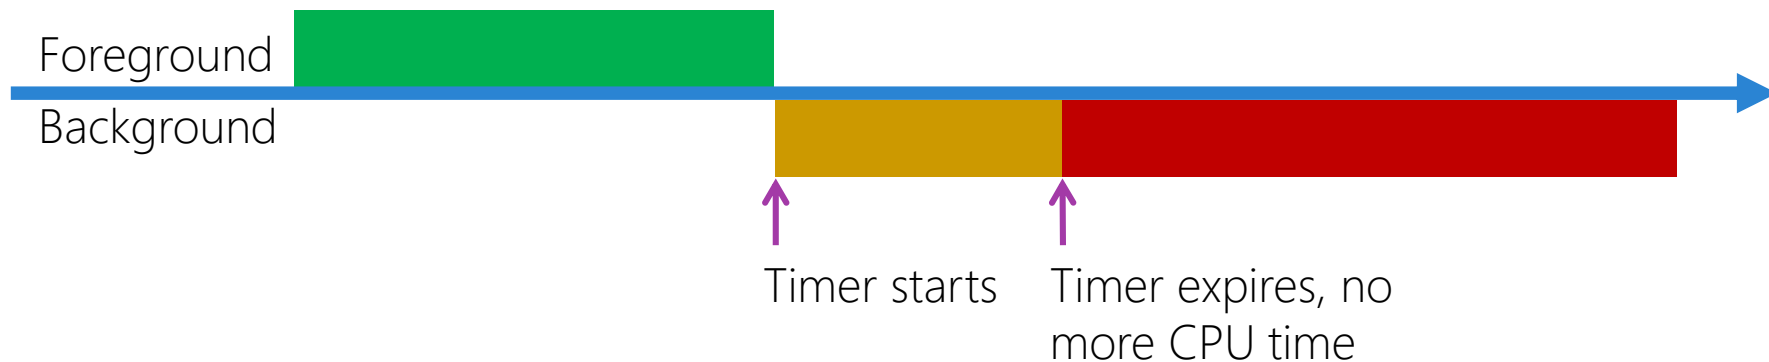 Foreground
Background
Timer starts
Timer expires, no
more CPU time